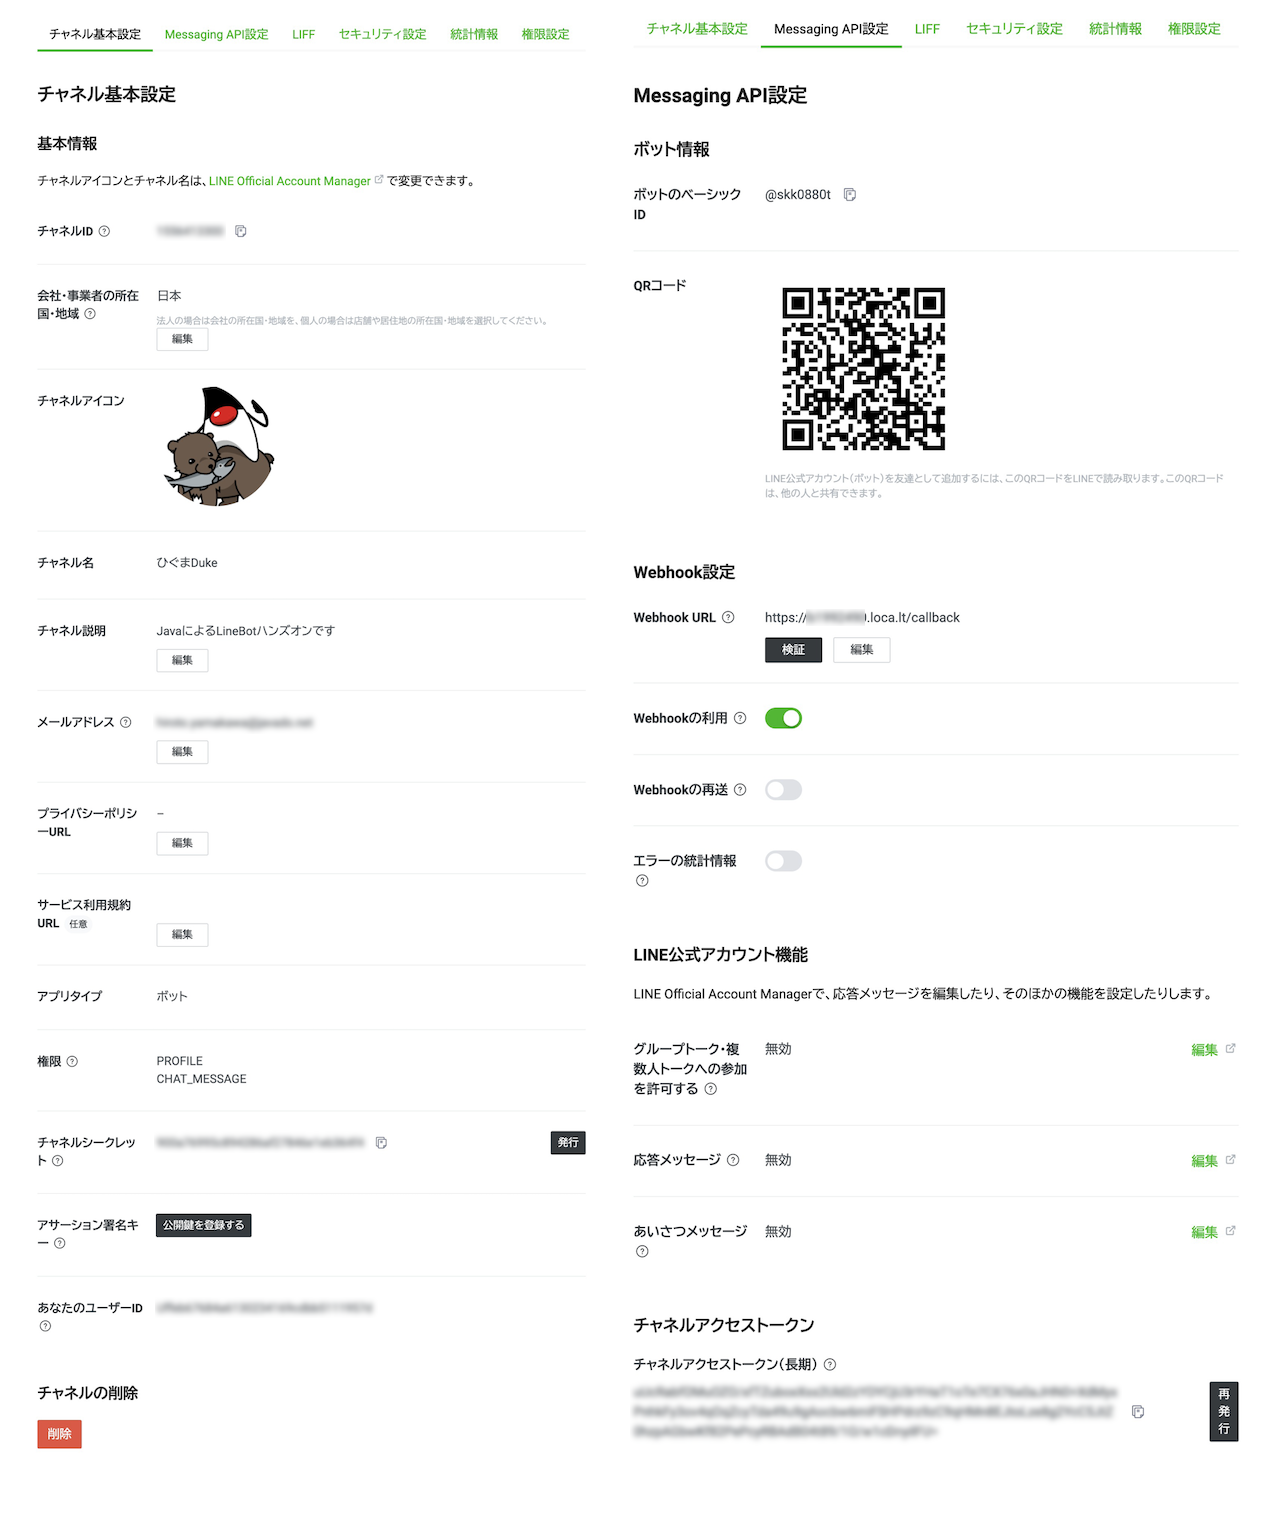 チャネル基本設定 Messaging API設定 LIFF セキュリティ設定 統計情報 権限設定
チャネル基本設定
基本情報
チャネルアイコンとチャネル名は、LINE Official Account Manager で変更できます。
チャネルID
会社・事業者の所在国・地域 日本
法人の場合は会社の所在国・地域を、個人の場合は店舗や居住地の所在国・地域を選択してください。
編集
チャネルアイコン
チャネル名 ひぐまDuke
チャネル説明 JavaによるLineBotハンズオンです
編集
メールアドレス
編集
プライバシーポリシーURL –
編集
サービス利用規約
URL 任意
編集
アプリタイプ ボット
権限 PROFILE
CHAT_MESSAGE
チャネルシークレット 発行
アサーション署名キー 公開鍵を登録する
あなたのユーザーID
チャネルの削除
削除
チャネル基本設定 Messaging API設定 LIFF セキュリティ設定 統計情報 権限設定
Messaging API設定
ボット情報
ボットのベーシックID @skk0880t
QRコード
LINE公式アカウント（ボット）を友達として追加するには、このQRコードをLINEで読み取ります。このQRコード
は、他の人と共有できます。
Webhook設定
Webhook URL https:// .loca.lt/callback
検証 編集
Webhookの利用
Webhookの再送
エラーの統計情報
LINE公式アカウント機能
LINE Official Account Managerで、応答メッセージを編集したり、そのほかの機能を設定したりします。
グループトーク・複数人トークへの参加を許可する 無効 編集
応答メッセージ 無効 編集
あいさつメッセージ 無効 編集
チャネルアクセストークン
チャネルアクセストークン（長期）
再発行